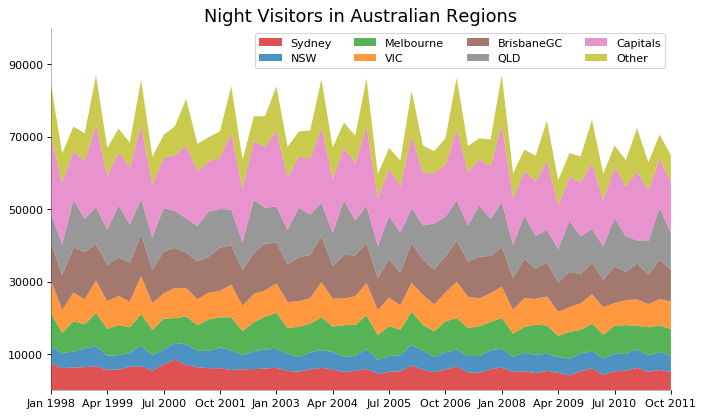 Night Visitors in Australian Regions
Sydney Melbourne BrisbaneGC Capitals
NSW VIC QLD Other
90000
70000
50000
30000
10000
Jan 1998 Apr 1999 Jul 2000 Oct 2001 Jan 2003 Apr 2004 Jul 2005 Oct 2006 Jan 2008 Apr 2009 Jul 2010 Oct 2011